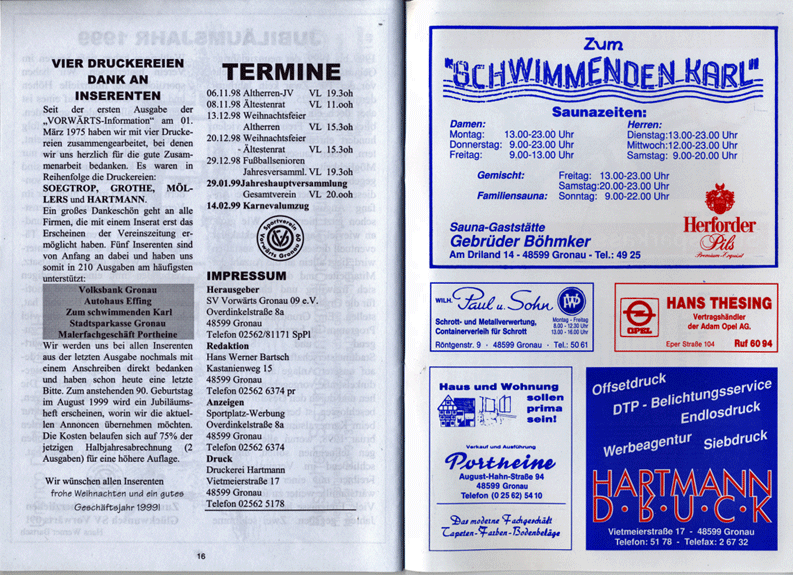 VIER DRUCKEREIEN
DANK AN
INSERENTEN
Seit der ersten Ausgabe der
„VORWÄRTS-Information" am 01.
März 1975 haben wir mit vier Drucke-
reien zusammengearbeitet, bei denen
wir uns herzlich für die gute Zusam-
menarbeit bedanken. Es waren in
Reihenfolge die Druckereien:
SOEGTROP, GROTHE, MÖL-
LERS und HARTMANN.
Ein großes Dankeschön geht an alle
Firmen, die mit einem Inserat erst das
Erscheinen der Vereinszeitung er-
möglicht haben. Fünf Inserenten sind
von Anfang an dabei und haben uns
somit in 210 Ausgaben am häufigsten
unterstützt:
Volksbank Gronau
Autohaus Effing
Zum schwimmenden Karl
Stadtsparkasse Gronau
Malerfachgeschäft Portheine
Wir werden uns bei allen Inserenten
aus der letzten Ausgabe nochmals mit
einem Anschreiben direkt bedanken
und haben schon heute eine letzte
Bitte. Zum anstehenden 90. Geburtstag
im August 1999 wird ein Jubiläums-
heft erscheinen, worin wir die aktuel-
len Annoncen übernehmen möchten.
Die Kosten belaufen sich auf 75% der
jetzigen Halbjahresabrechnung (2
Ausgaben) für eine höhere Auflage.
Wir wünschen allen Inserenten
frohe Weihnachten und ein gutes
Geschäftsjahr 1999!
TERMINE
06.11.98 Altherren-JV VL 19.3oh
08.11.98 Ältestenrat VL 11.ooh
13.12.98 Weihnachtsfeier
Altherren VL 15.3oh
20.12.98 Weihnachtsfeier
- Ältestenrat VL 15.3oh
29.12.98 Fußballsenioren
Jahresversamml. VL 19.3oh
29.01.99Jahreshauptversammlung
Gesamtverein VL 20.ooh
14.02.99 Karnevalumzug
Sportverein
Vorwärts Gronau 09
IMPRESSUM
Herausgeber
SV Vorwärts Gronau 09 e.V.
Overdinkelstraße 8a
48599 Gronau
Telefon 02562/81171 SpPl
Redaktion
Hans Werner Bartsch
Kastanienweg 15
48599 Gronau
Telefon 02562 6374 pr
Anzeigen
Sportplatz-Werbung
Overdinkelstraße 8a
48599 Gronau
Telefon 02562 6374
Druck
Druckerei Hartmann
Vietmeierstraße 17
48599 Gronau
Telefon 02562 5178
16
Zum
"SCHWIMMENDEN KARL"
Saunazeiten:
Damen:
Montag: 13.00-23.00 Uhr
Donnerstag: 9.00-23.00 Uhr
Freitag: 9.00-13.00 Uhr
Herren:
Dienstag:13.00-23.00 Uhr
Mittwoch:12.00-23.00 Uhr
Samstag: 9.00-20.00 Uhr
Gemischt: Freitag: 13.00-23.00 Uhr
Samstag:20.00-23.00 Uhr
Familiensauna: Sonntag: 9.00-22.00 Uhr
Sauna-Gaststätte
Gebrüder Böhmker
Am Driland 14 - 48599 Gronau - Tel.: 49 25
Herforder
Pils
Premium-Exquisit
WILH. Paul u. Sohn
Schrott- und Metallverwertung,
Containerverleih für Schrott
Montag - Freitag
8.00 - 12.30 Uhr
13.00 - 16.00 Uhr
Röntgenstr. 9 · 48599 Gronau · Tel.: 50 61
OPEL
HANS THESING
Vertragshändler
der Adam Opel AG.
Eper Straße 104 Ruf 60 94
Haus und Wohnung
sollen
prima
sein!
Verkauf und Ausführung
Portheine
August-Hahn-Straße 94
48599 Gronau
Telefon (0 25 62) 54 10
Das moderne Fachgeschäft
Tapeten-Farben-Bodenbeläge
Offsetdruck
DTP - Belichtungsservice
Endlosdruck
Werbeagentur Siebdruck
HARTMANN
D·R·U·C·K
Vietmeierstraße 17 - 48599 Gronau
Telefon: 51 78 - Telefax: 2 67 32